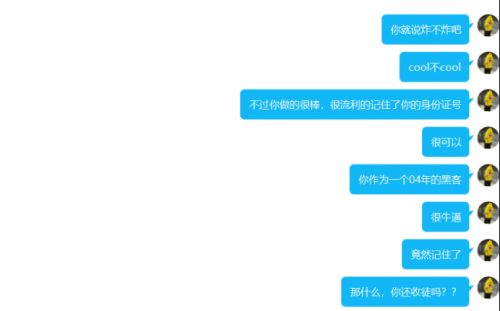 你就说炸不炸吧
cool不cool
不过你做的很棒，很流利的记住了你的身份证号
很可以
你作为一个04年的黑客
很牛逼
竟然记住了
那什么，你还收徒吗？？